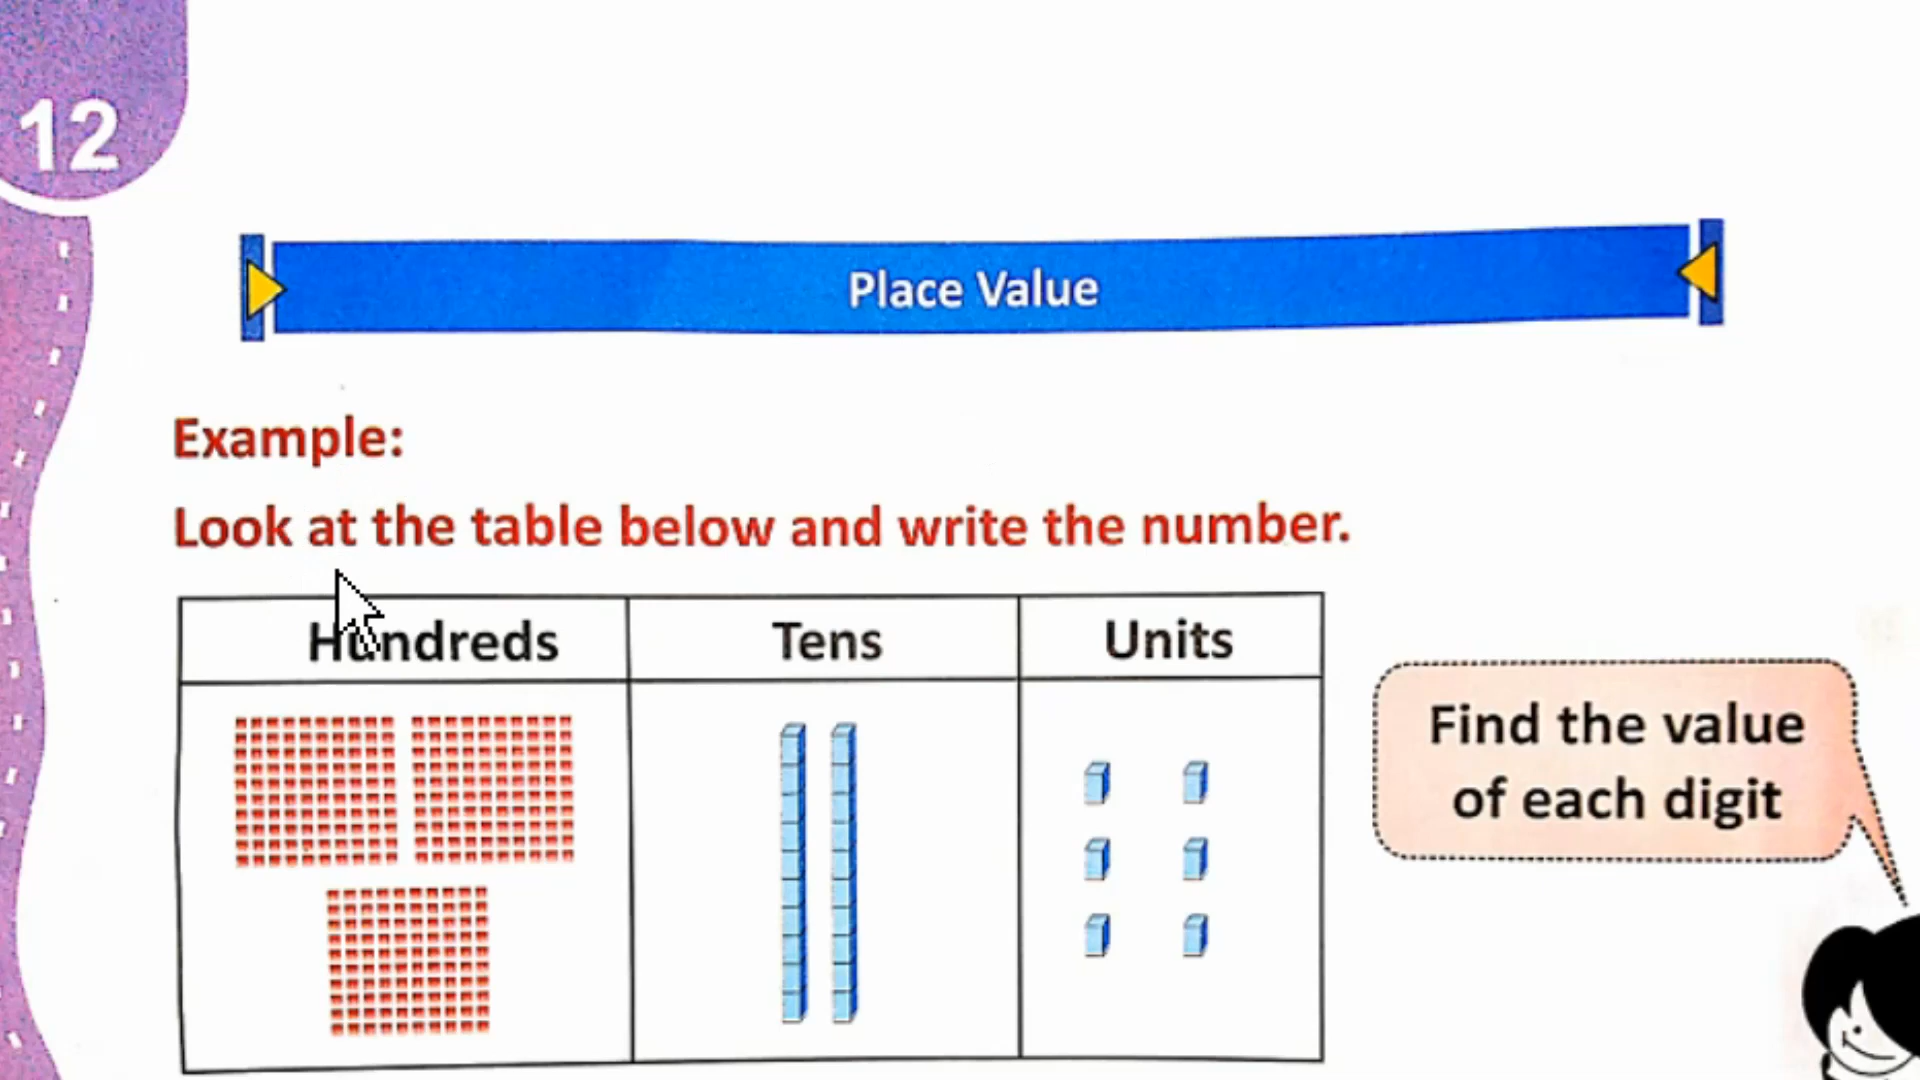 12
Place Value
Example:
Look at the table below and write the number.
Hundreds Tens Units
Find the value
of each digit